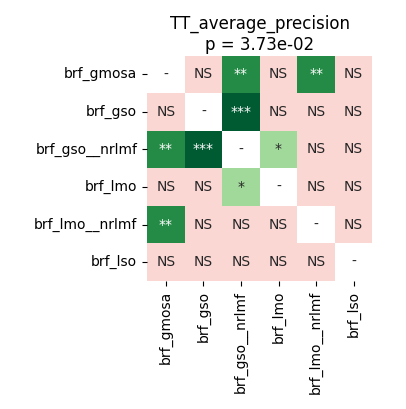 TT_average_precision
p = 3.73e-02
brf_gmosa - NS ** NS ** NS
brf_gso NS - *** NS NS NS
brf_gso__nrlmf ** *** - * NS NS
brf_lmo NS NS * - NS NS
brf_lmo__nrlmf ** NS NS NS - NS
brf_lso NS NS NS NS NS -
brf_gmosa brf_gso brf_gso__nrlmf brf_lmo brf_lmo__nrlmf brf_lso